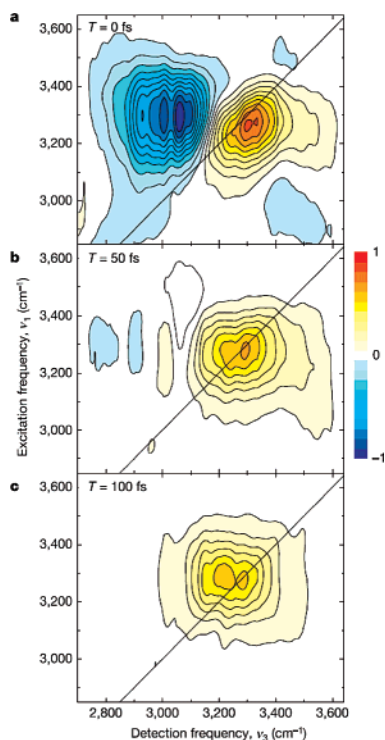 a
T = 0 fs
3,600
3,400
3,200
3,000
b
T = 50 fs
3,600
3,400
3,200
3,000
c
T = 100 fs
3,600
3,400
3,200
3,000
2,800 3,000 3,200 3,400 3,600
Detection frequency, ν3 (cm−1)
Excitation frequency, ν1 (cm−1)
1
0
−1